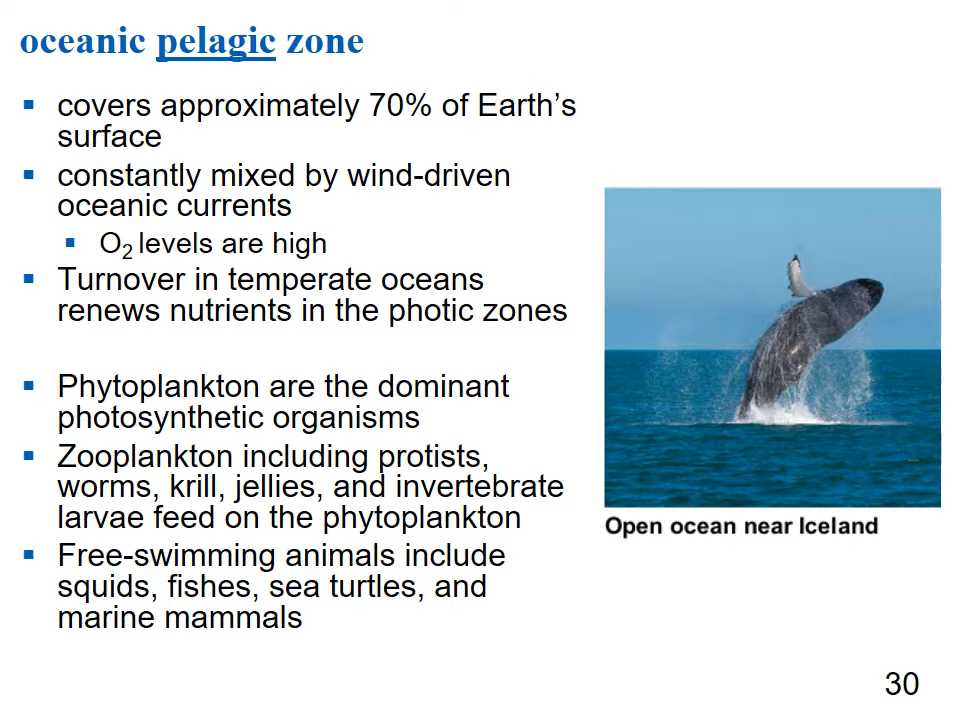 oceanic pelagic zone
▪ covers approximately 70% of Earth’s
surface
▪ constantly mixed by wind-driven
oceanic currents
▪ O2 levels are high
▪ Turnover in temperate oceans
renews nutrients in the photic zones
▪ Phytoplankton are the dominant
photosynthetic organisms
▪ Zooplankton including protists,
worms, krill, jellies, and invertebrate
larvae feed on the phytoplankton
▪ Free-swimming animals include
squids, fishes, sea turtles, and
marine mammals
Open ocean near Iceland
30